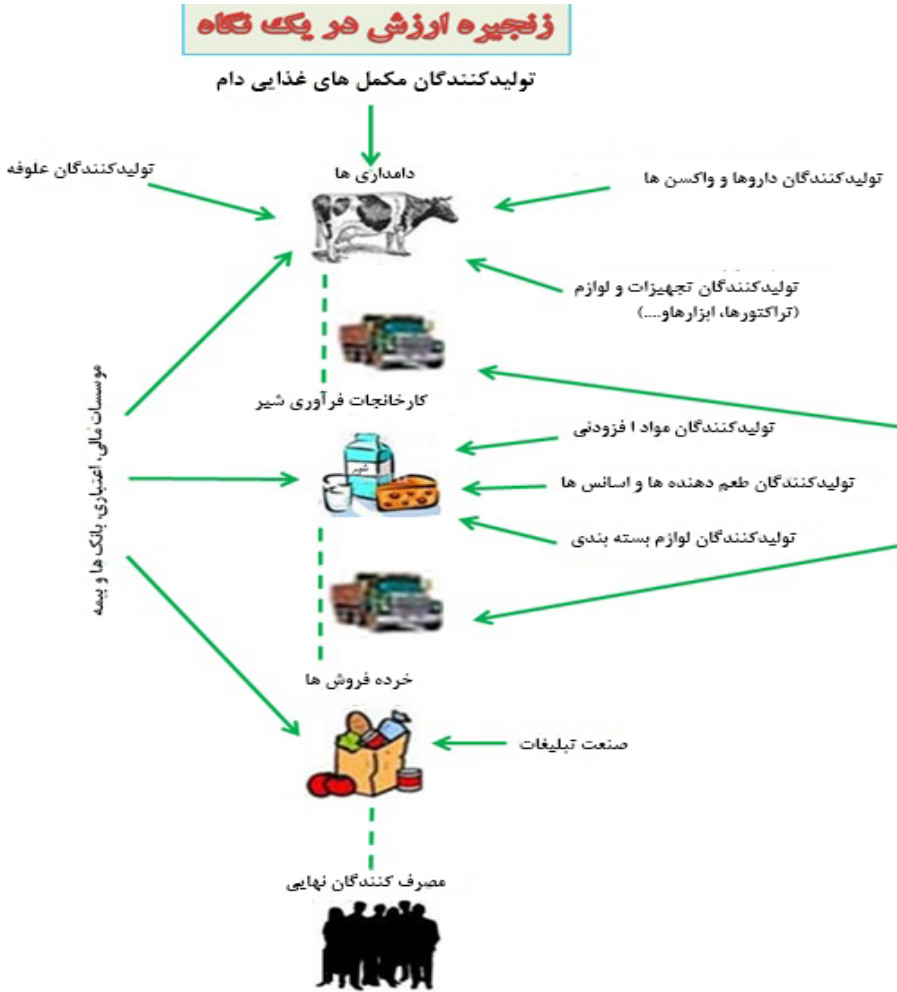 زنجیره ارزش در یک نگاه
تولیدکنندگان مکمل های غذایی دام
دامداری ها
تولیدکنندگان داروها و واکسن ها
تولیدکنندگان علوفه
تولیدکنندگان تجهیزات و لوازم
(تراکتورها، ابزارهاو....)
موسسات مالی، اعتباری، بانک ها و بیمه
کارخانجات فرآوری شیر
تولیدکنندگان مواد افزودنی
شیر
تولیدکنندگان طعم دهنده ها و اسانس ها
تولیدکنندگان لوازم بسته بندی
خرده فروش ها
صنعت تبلیغات
مصرف کنندگان نهایی